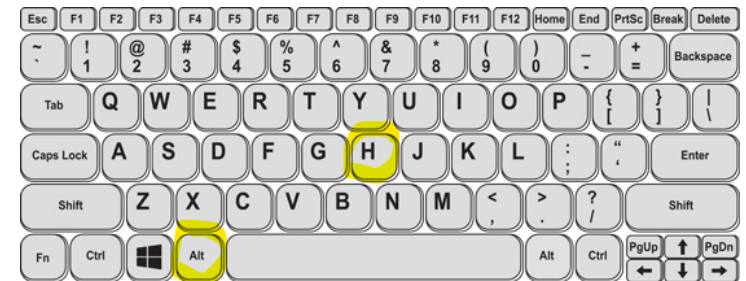 Esc F1 F2 F3 F4 F5 F6 F7 F8 F9 F10 F11 F12 Home End PrtSc Break Delete
~ ! @ # $ % ^ & * ( ) _ +
` 1 2 3 4 5 6 7 8 9 0 - = Backspace
Tab Q W E R T Y U I O P { } |
[ ] \
Caps Lock A S D F G H J K L : “ Enter
; ‘
Shift Z X C V B N M < > ? Shift
, . /
Fn Ctrl Alt Alt Ctrl PgUp ↑ PgDn
← ↓ →